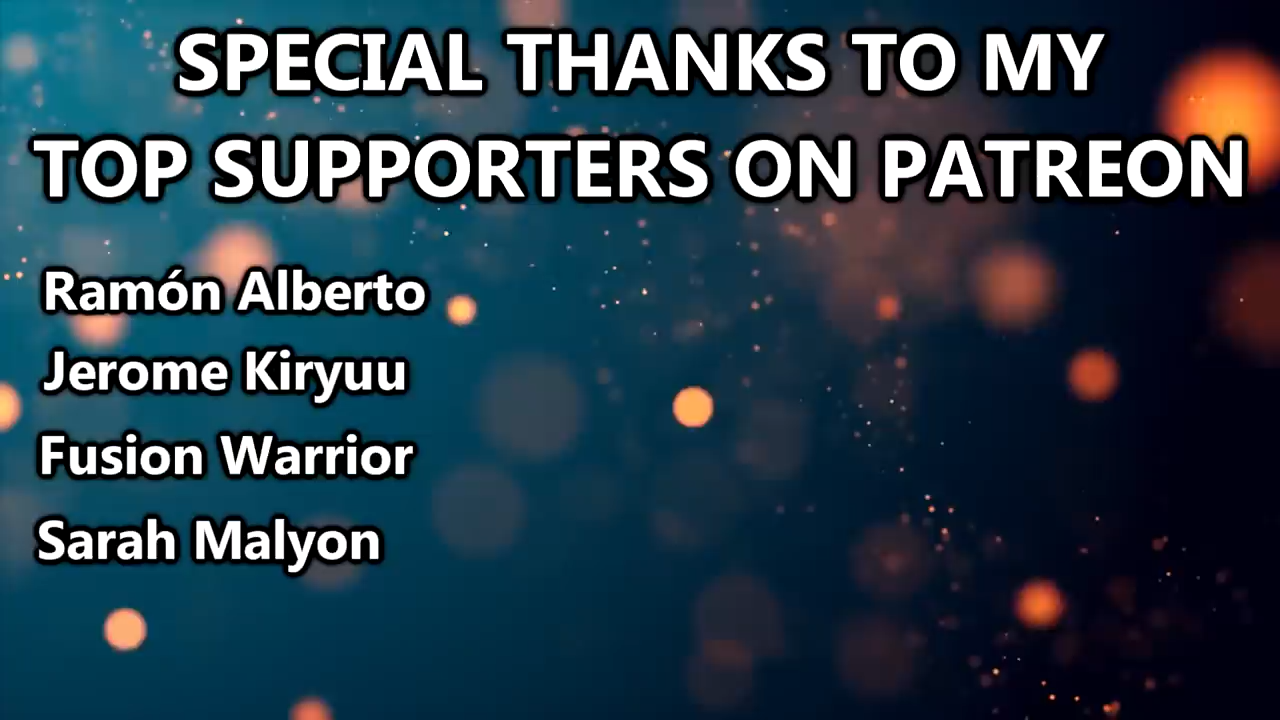 SPECIAL THANKS TO MY
TOP SUPPORTERS ON PATREON
Ramón Alberto
Jerome Kiryuu
Fusion Warrior
Sarah Malyon